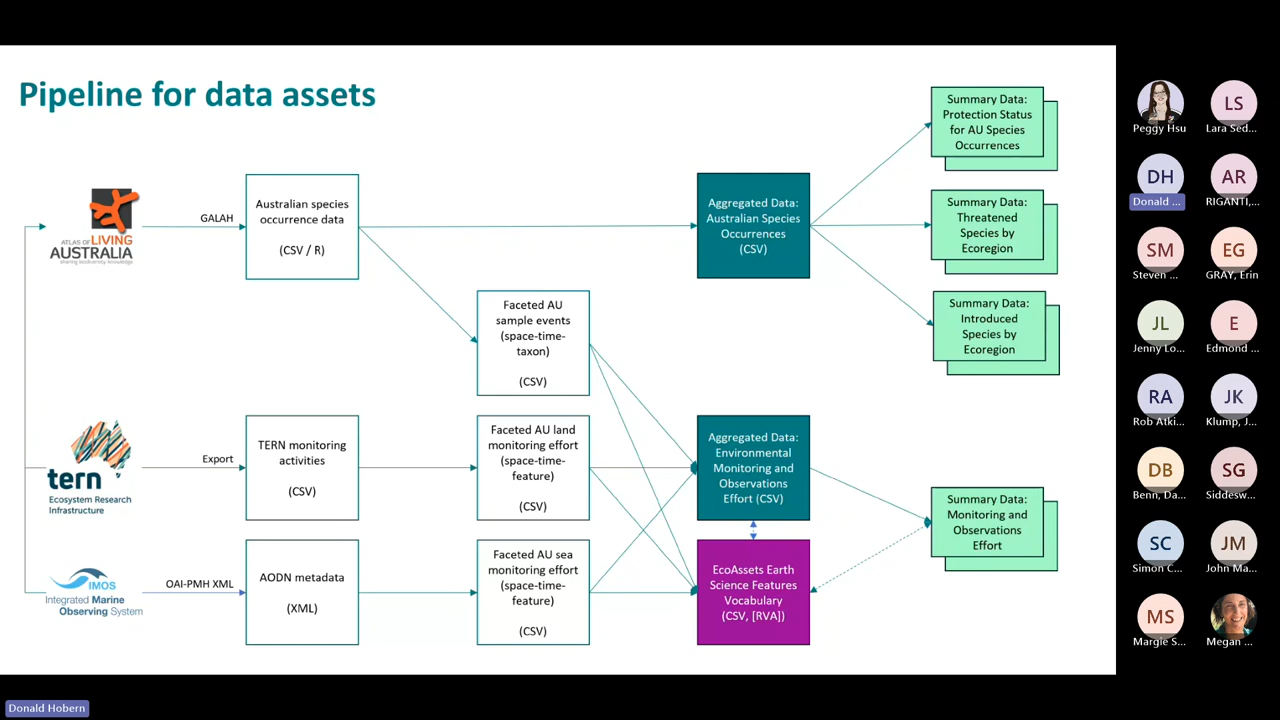 Pipeline for data assets
ATLAS OF
LIVING
AUSTRALIA
sharing biodiversity knowledge
GALAH
Australian species
occurrence data
(CSV / R)
Aggregated Data:
Australian Species
Occurrences
(CSV)
Summary Data:
Protection Status
for AU Species
Occurrences
Summary Data:
Threatened
Species by
Ecoregion
Summary Data:
Introduced
Species by
Ecoregion
Faceted AU
sample events
(space-time-
taxon)
(CSV)
tern
Ecosystem Research
Infrastructure
Export
TERN monitoring
activities
(CSV)
Faceted AU land
monitoring effort
(space-time-
feature)
(CSV)
Aggregated Data:
Environmental
Monitoring and
Observations
Effort (CSV)
Summary Data:
Monitoring and
Observations
Effort
IMOS
Integrated Marine
Observing System
OAI-PMH XML
AODN metadata
(XML)
Faceted AU sea
monitoring effort
(space-time-
feature)
(CSV)
EcoAssets Earth
Science Features
Vocabulary
(CSV, [RVA])
Peggy Hsu
LS
Lara Sed...
DH
Donald ...
AR
RIGANTI,...
SM
Steven ...
EG
GRAY, Erin
JL
Jenny Lo...
E
Edmond ...
RA
Rob Atki...
JK
Klump, J...
DB
Benn, Da...
SG
Siddesw...
SC
Simon C...
JM
John Ma...
MS
Margie S...
Megan ...
Donald Hobern